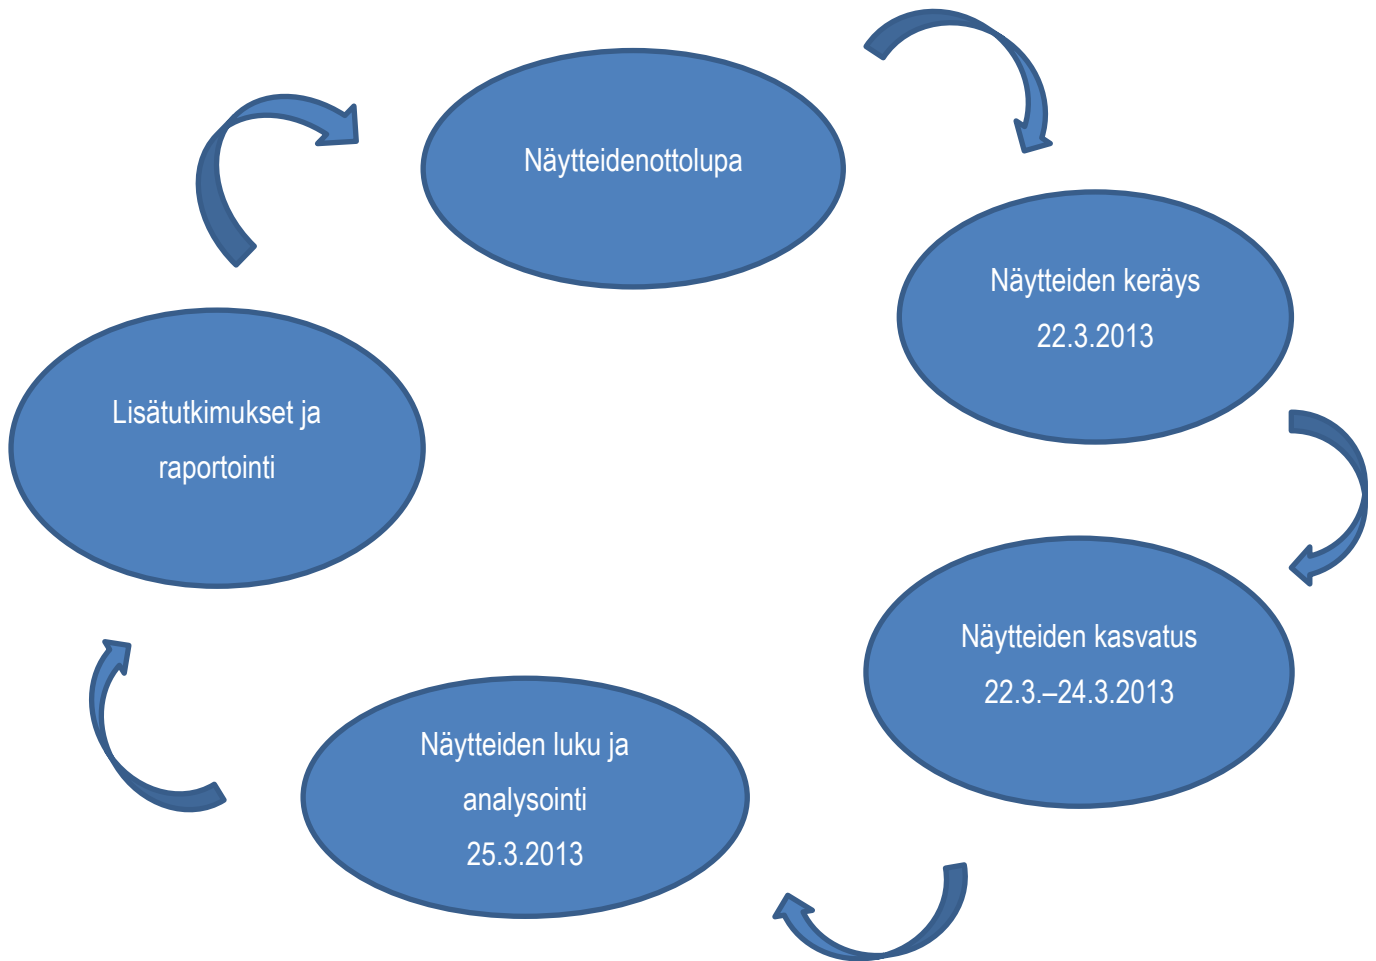 Näytteidenottolupa
Näytteiden keräys
22.3.2013
Näytteiden kasvatus
22.3.–24.3.2013
Näytteiden luku ja
analysointi
25.3.2013
Lisätutkimukset ja
raportointi